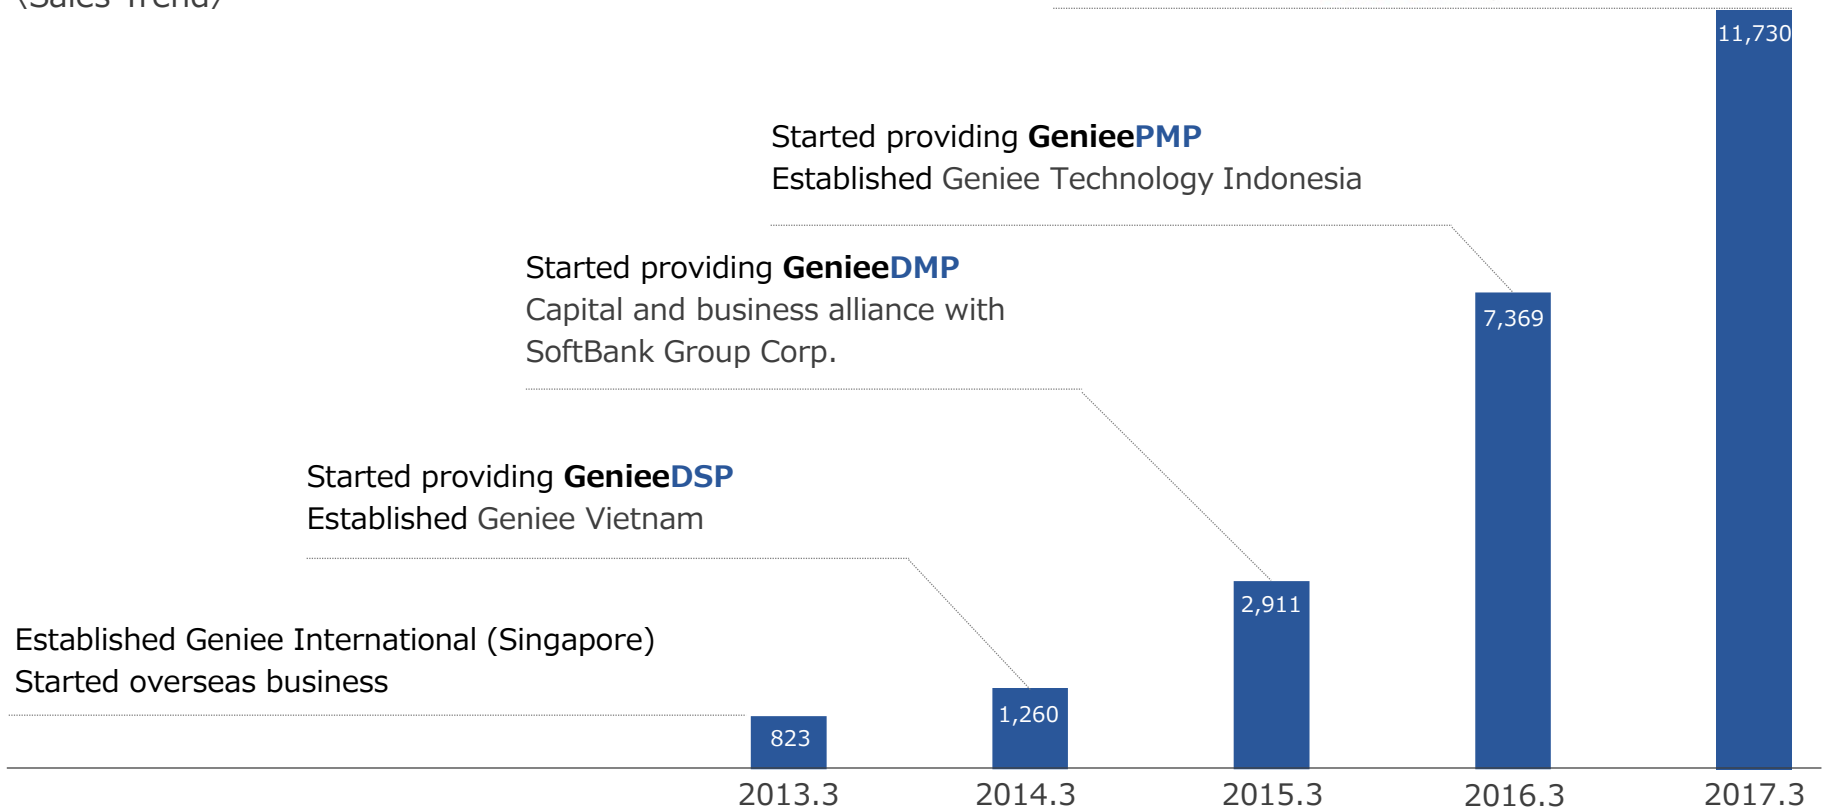 (Sales Trend)
11,730
Started providing GenieePMP
Established Geniee Technology Indonesia
Started providing GenieeDMP
Capital and business alliance with
SoftBank Group Corp.
7,369
Started providing GenieeDSP
Established Geniee Vietnam
2,911
Established Geniee International (Singapore)
Started overseas business
1,260
823
2013.3
2014.3
2015.3
2016.3
2017.3